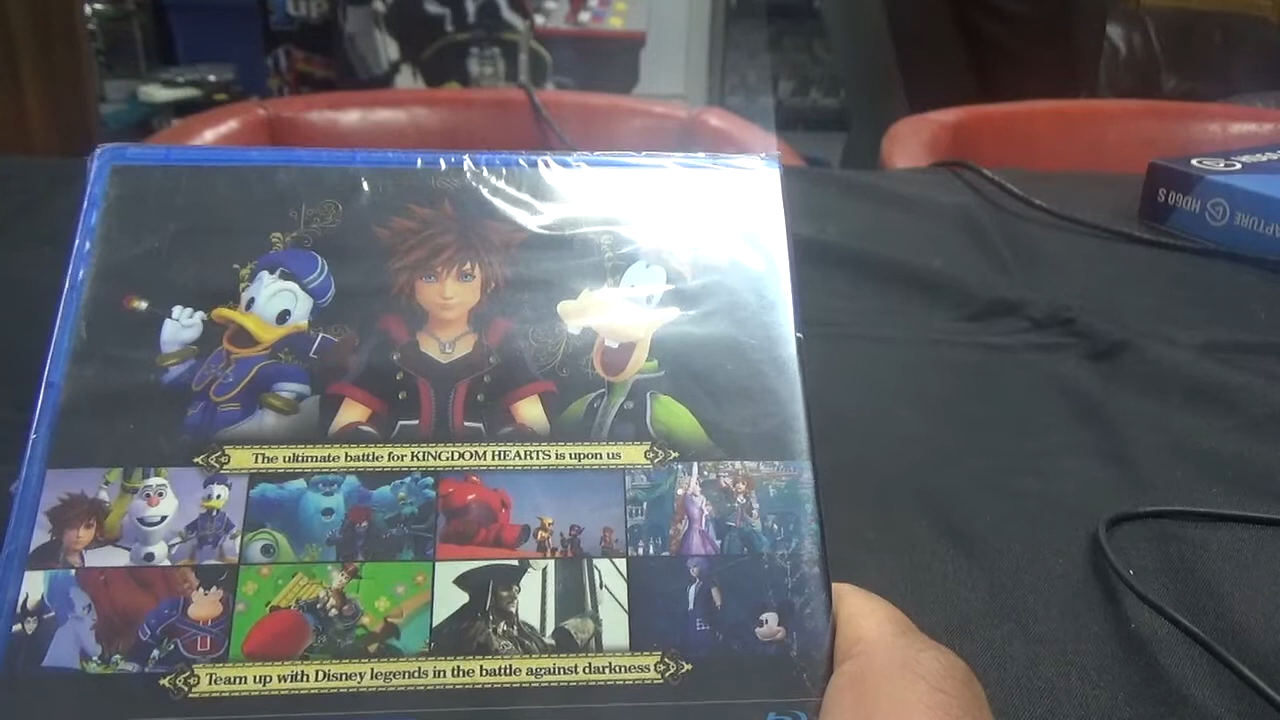 UP
HD60 S
The ultimate battle for KINGDOM HEARTS is upon us
Team up with Disney legends in the battle against darkness